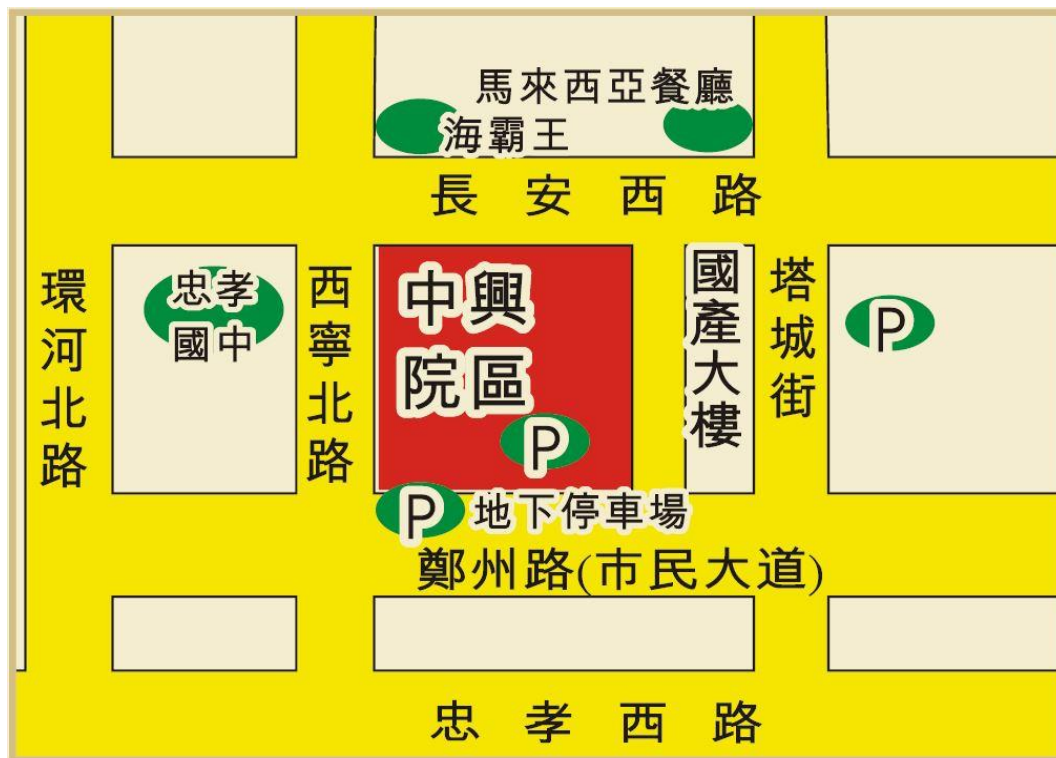 馬來西亞餐廳
海霸王
長安西路
環河北路
忠孝
國中
西寧北路
中興
院區
P
國產大樓
塔城街
P
P 地下停車場
鄭州路(市民大道)
忠孝西路